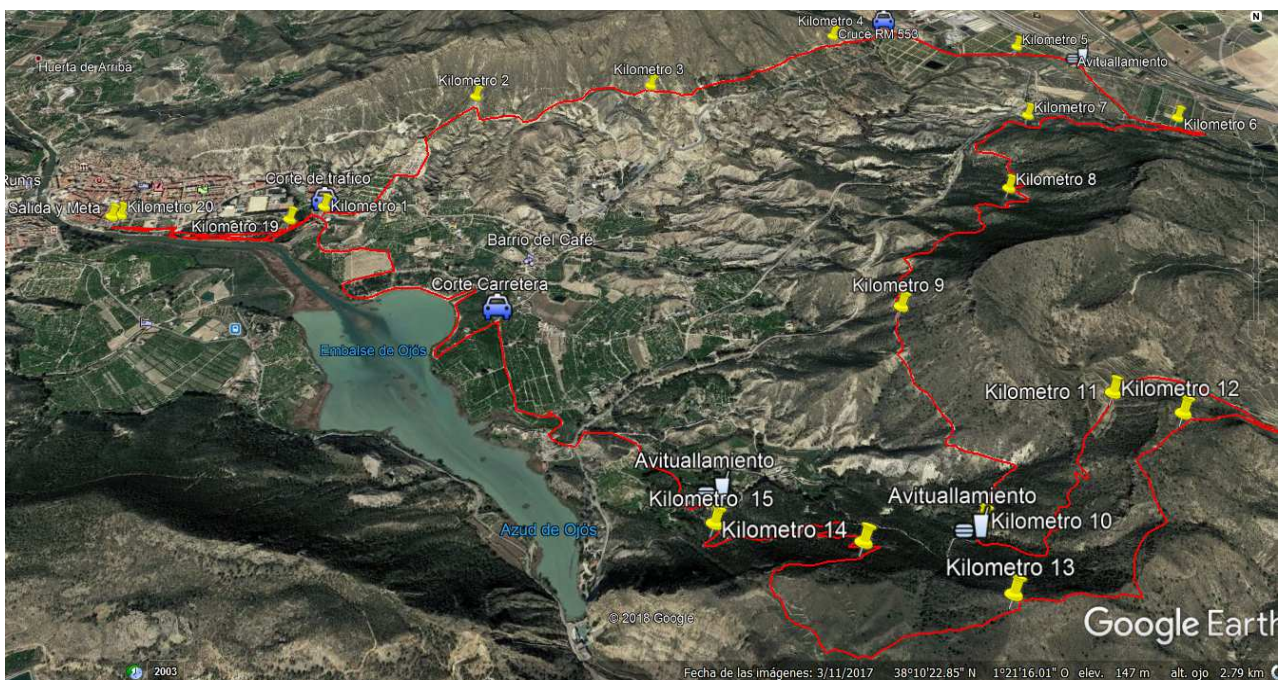 Kilometro 4
Cruce RM 553
N
Kilometro 5
Avituallamiento
Huerta de Arriba
Kilometro 3
Kilometro 2
Kilometro 7
Kilometro 6
Corte de trafico
Kilometro 8
Salida y Meta
Kilometro 20
Kilometro 1
Kilometro 19
Barrio del Café
Corte Carretera
Kilometro 9
Embalse de Ojós
Kilometro 11
Kilometro 12
Avituallamiento
Kilometro 15
Avituallamiento
Kilometro 10
Kilometro 14
Azud de Ojós
Kilometro 13
© 2018 Google
Google Earth
2003
Fecha de las imágenes: 3/11/2017 38°10'22.85" N 1°21'16.01" O elev. 147 m alt. ojo 2.79 km